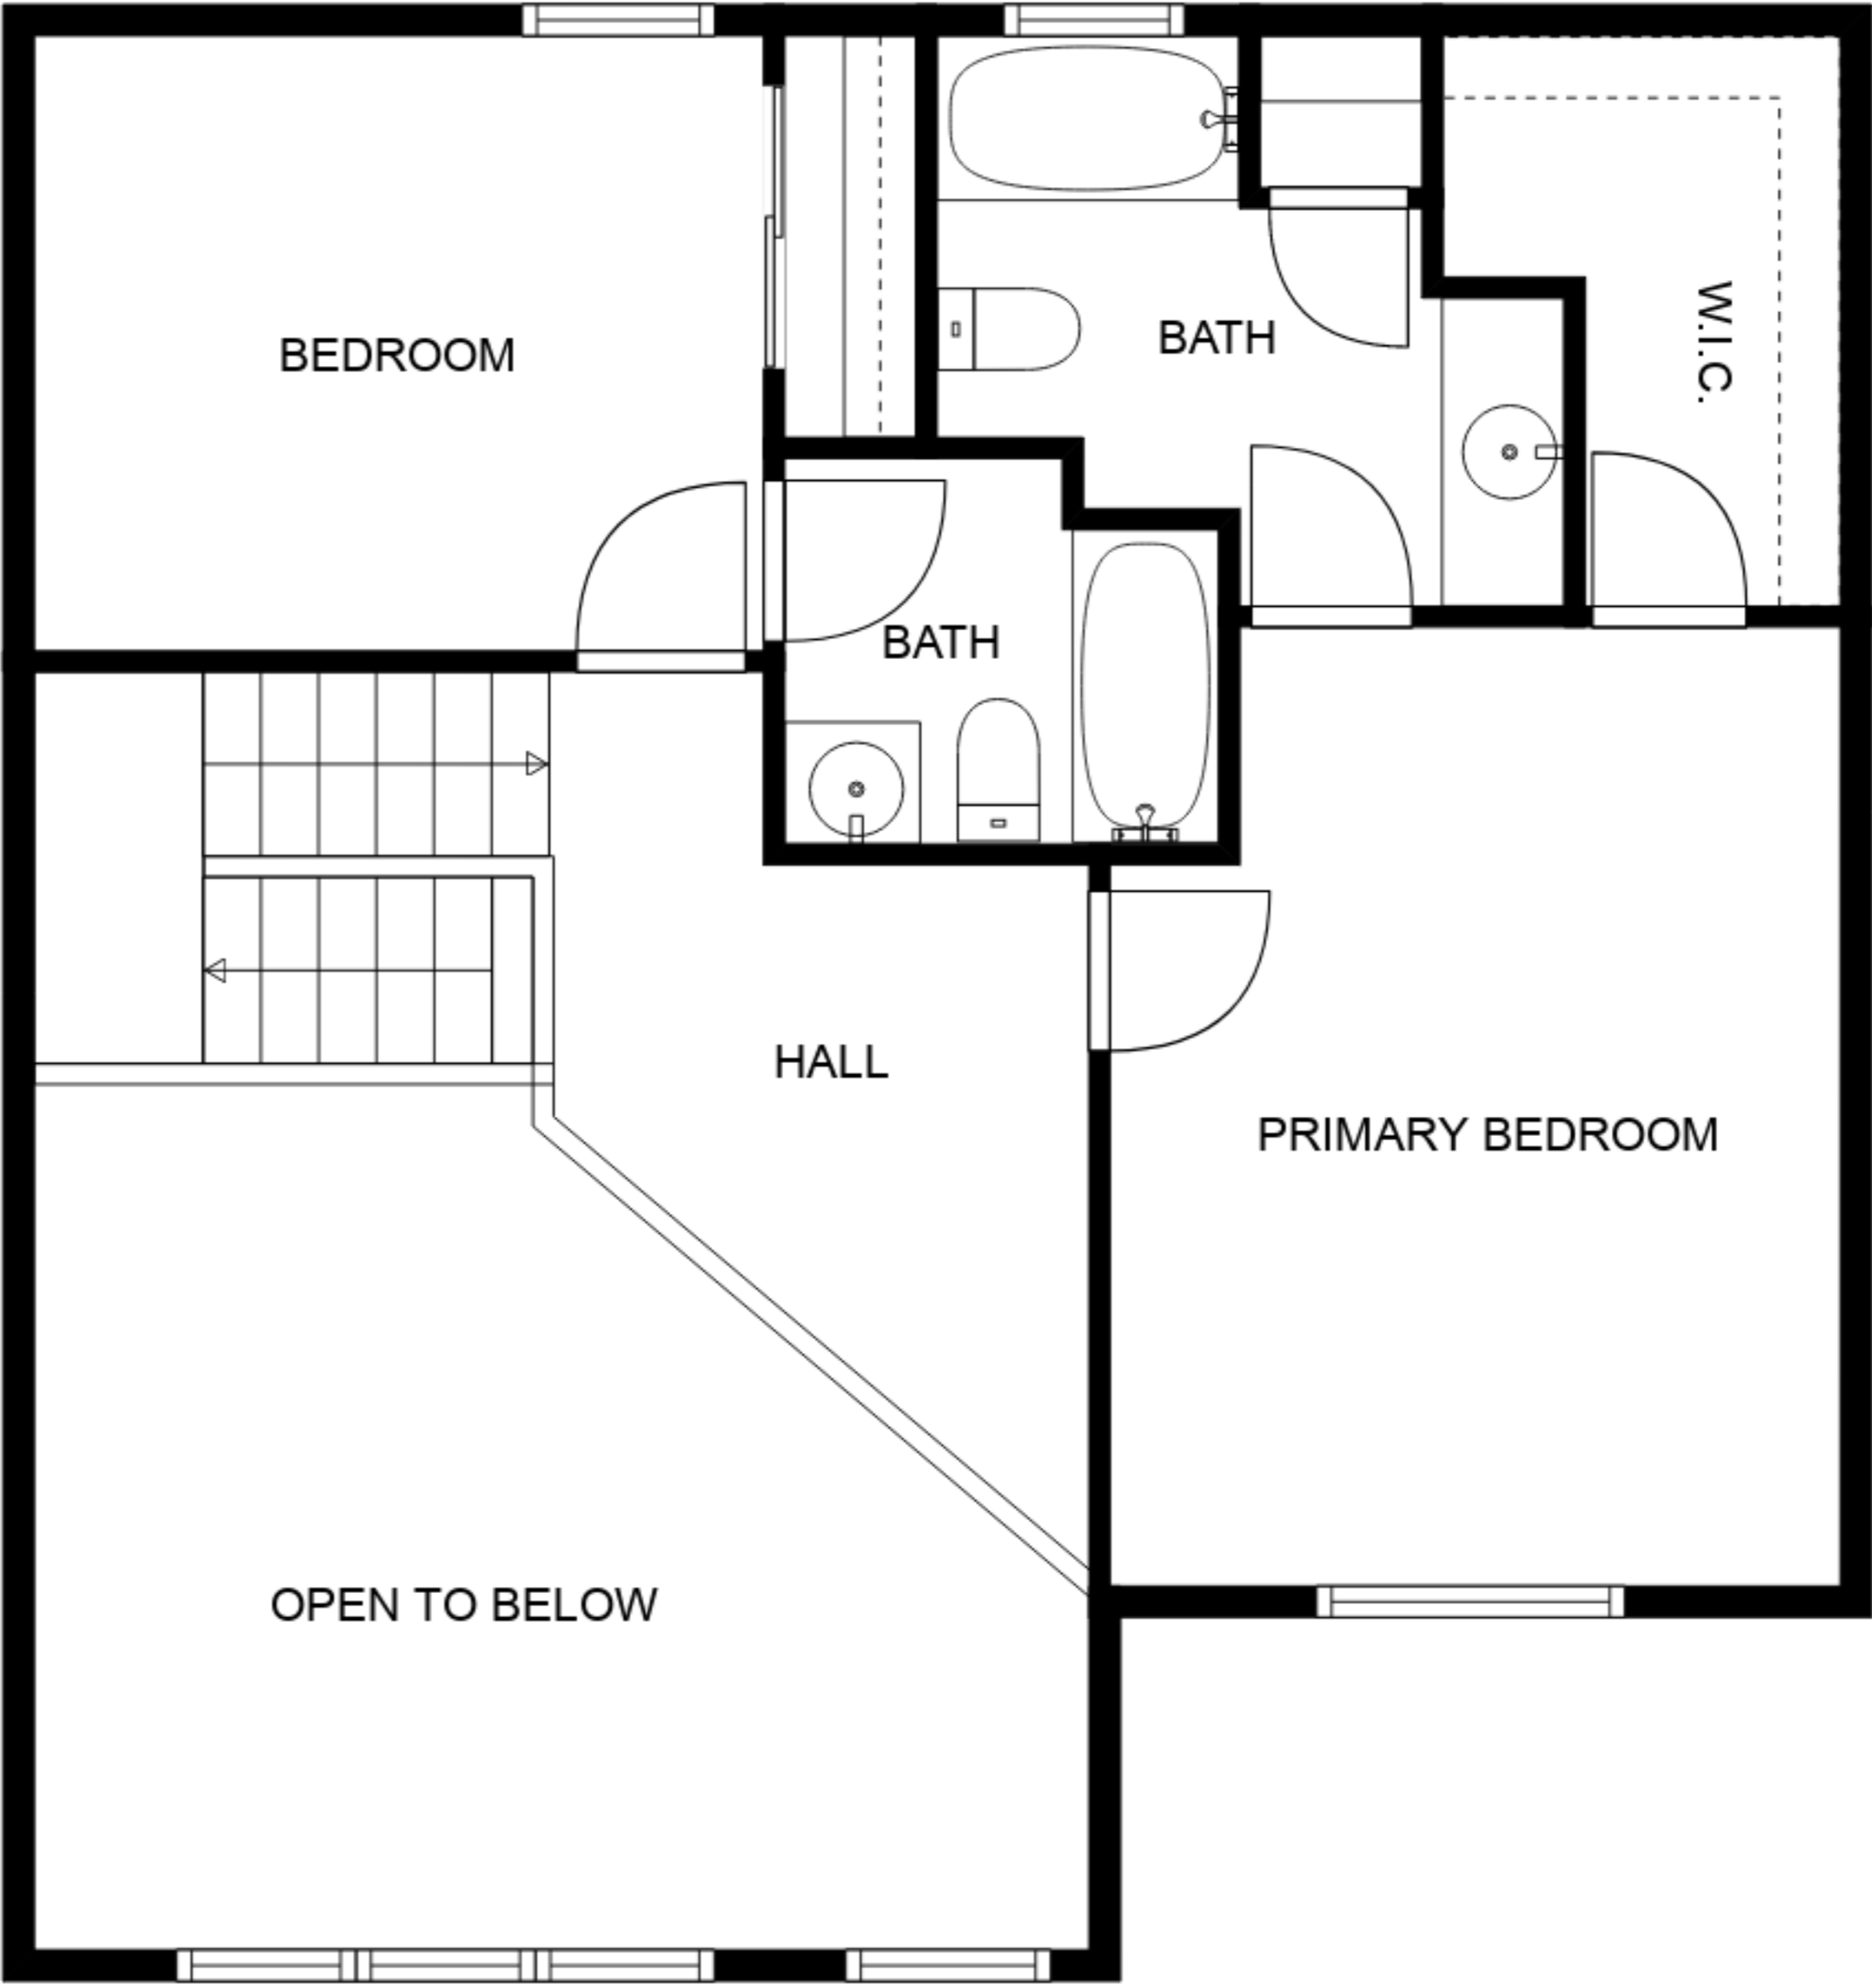 BEDROOM
BATH
W.I.C.
BATH
HALL
PRIMARY BEDROOM
OPEN TO BELOW